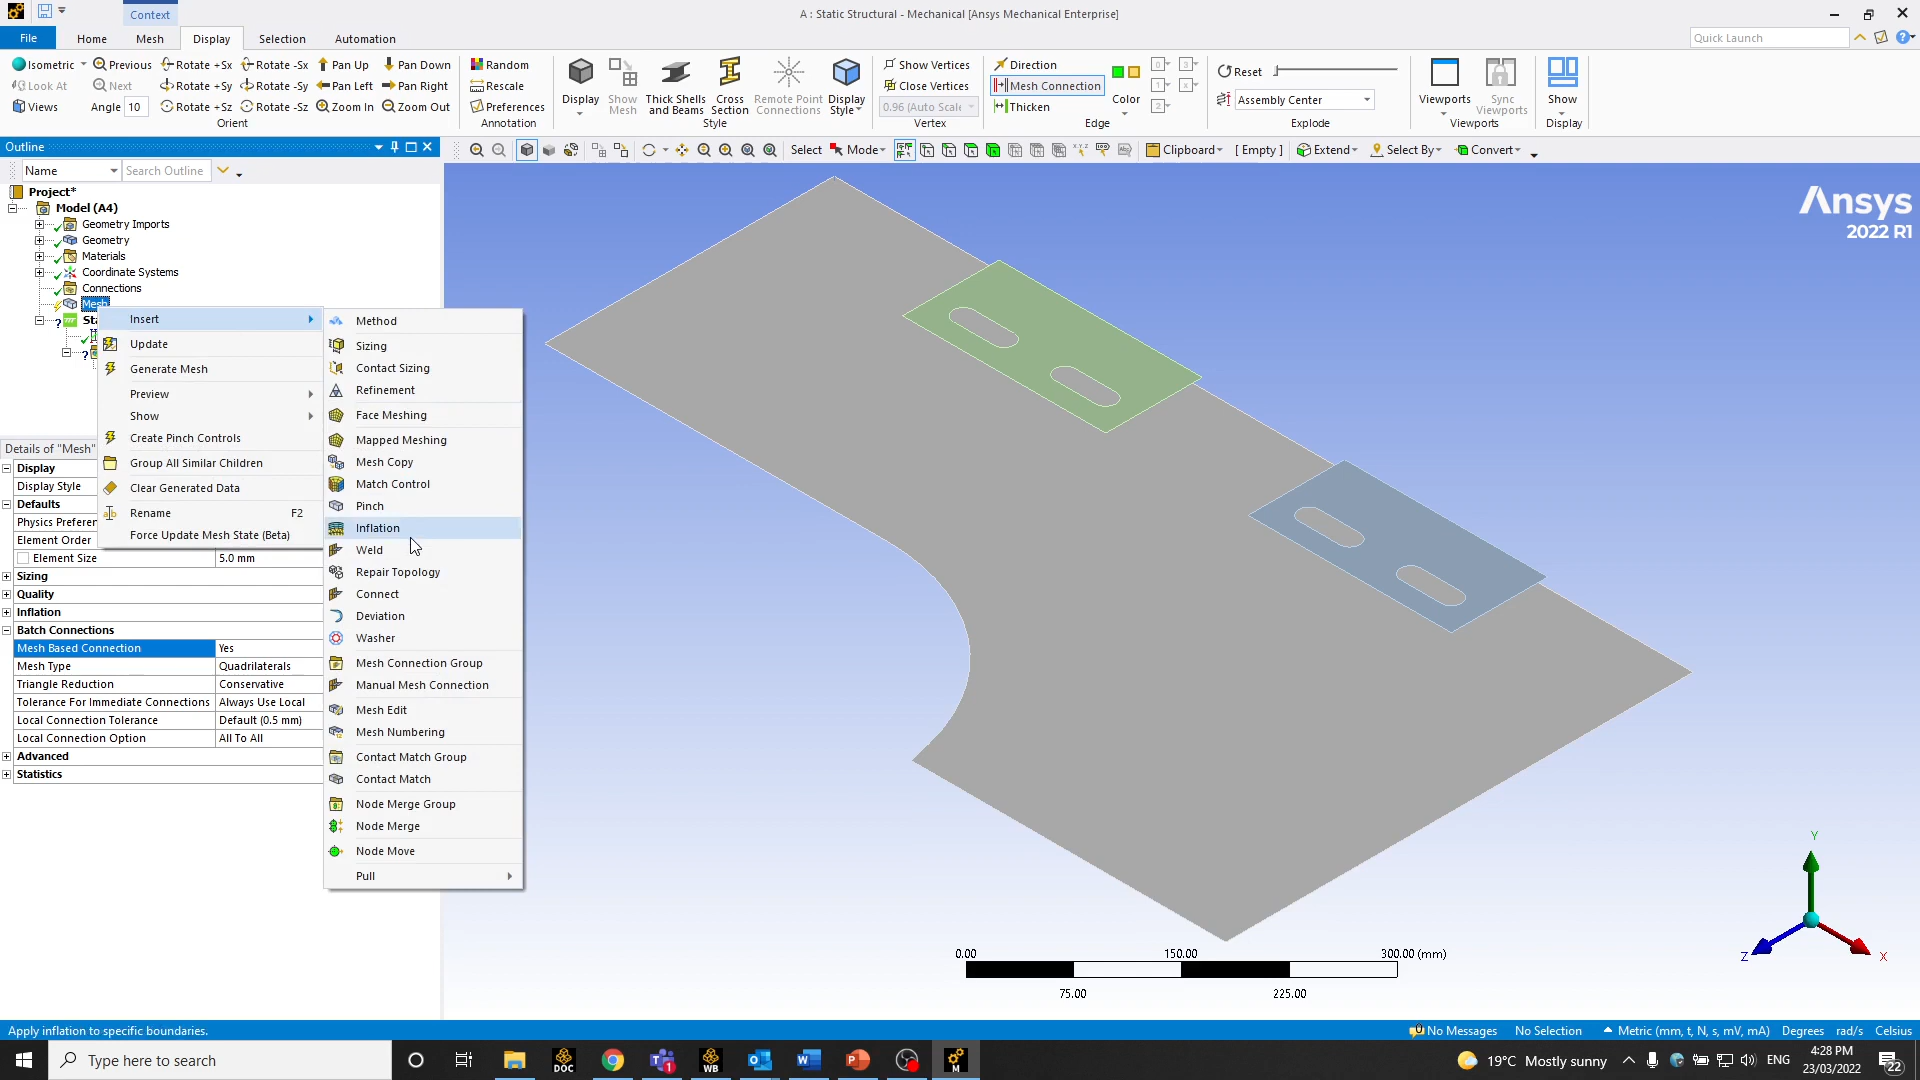 Context
A : Static Structural - Mechanical [Ansys Mechanical Enterprise]
File Home Mesh Display Selection Automation
Quick Launch
Isometric Previous Rotate +Sx Rotate -Sx Pan Up Pan Down
Look At Next Rotate +Sy Rotate -Sy Pan Left Pan Right
Views Angle 10 Rotate +Sz Rotate -Sz Zoom In Zoom Out
Orient
Random
Rescale
Preferences
Annotation
Display
Show Mesh
Thick Shells and Beams
Cross Section
Remote Point Connections
Display Style
Style
Show Vertices
Close Vertices
0.96 (Auto Scale
Vertex
Direction
Mesh Connection
Thicken
Color
Edge
Reset
Assembly Center
Explode
Viewports
Sync Viewports
Viewports
Show
Display
Outline
Select Mode Clipboard [ Empty ] Extend Select By Convert
Name Search Outline
Project*
Model (A4)
Geometry Imports
Geometry
Materials
Coordinate Systems
Connections
Mesh
Sta
Insert
Update
Generate Mesh
Preview
Show
Create Pinch Controls
Group All Similar Children
Clear Generated Data
Rename F2
Force Update Mesh State (Beta)
Method
Sizing
Contact Sizing
Refinement
Face Meshing
Mapped Meshing
Mesh Copy
Match Control
Pinch
Inflation
Weld
Repair Topology
Connect
Deviation
Washer
Mesh Connection Group
Manual Mesh Connection
Mesh Edit
Mesh Numbering
Contact Match Group
Contact Match
Node Merge Group
Node Merge
Node Move
Pull
Details of "Mesh"
Display
Display Style
Defaults
Physics Preferen
Element Order
Element Size 5.0 mm
Sizing
Quality
Inflation
Batch Connections
Mesh Based Connection Yes
Mesh Type Quadrilaterals
Triangle Reduction Conservative
Tolerance For Immediate Connections Always Use Local
Local Connection Tolerance Default (0.5 mm)
Local Connection Option All To All
Advanced
Statistics
Ansys
2022 R1
Y
Z
X
0.00 150.00 300.00 (mm)
75.00 225.00
Apply inflation to specific boundaries.
No Messages No Selection Metric (mm, t, N, s, mV, mA) Degrees rad/s Celsius
Type here to search
DOC
WB
M
19°C Mostly sunny
ENG
4:28 PM
23/03/2022
22